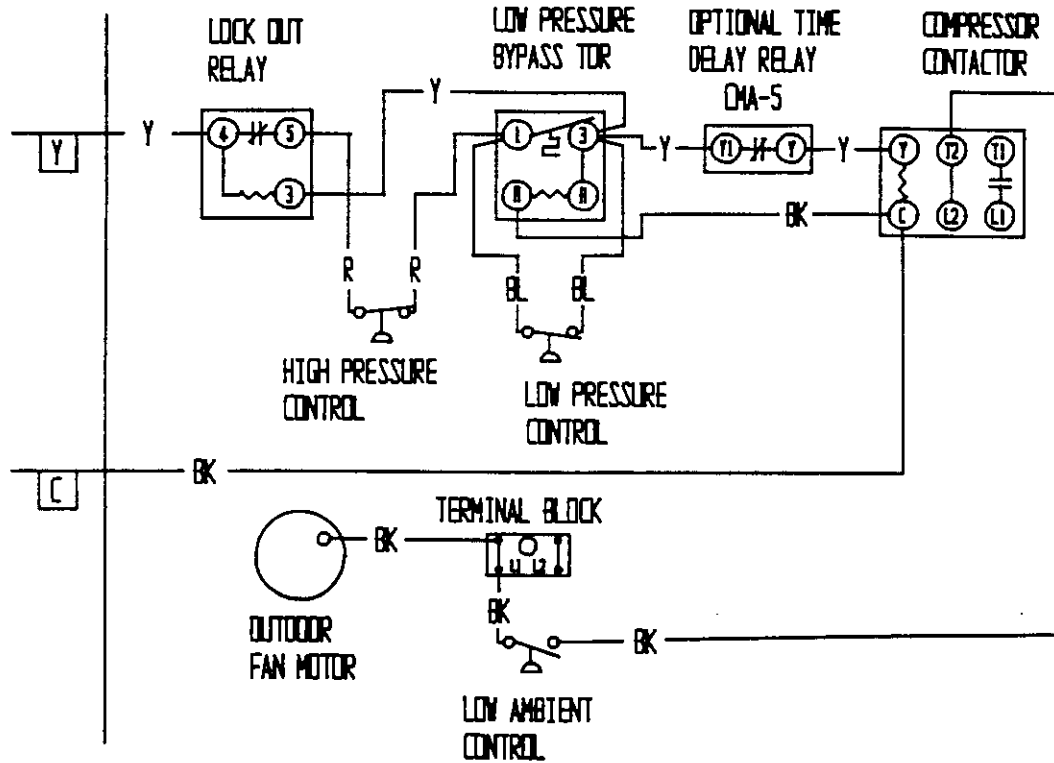 LOCK OUT
RELAY
LOW PRESSURE
BYPASS TDR
OPTIONAL TIME
DELAY RELAY
CMA-5
COMPRESSOR
CONTACTOR
Y
Y
4
5
3
Y
1
3
R
R
Y
Y1
Y
Y
Y
T2
T1
C
L2
L1
BK
R
R
BL
BL
HIGH PRESSURE
CONTROL
LOW PRESSURE
CONTROL
C
BK
TERMINAL BLOCK
L1
L2
BK
BK
OUTDOOR
FAN MOTOR
BK
LOW AMBIENT
CONTROL